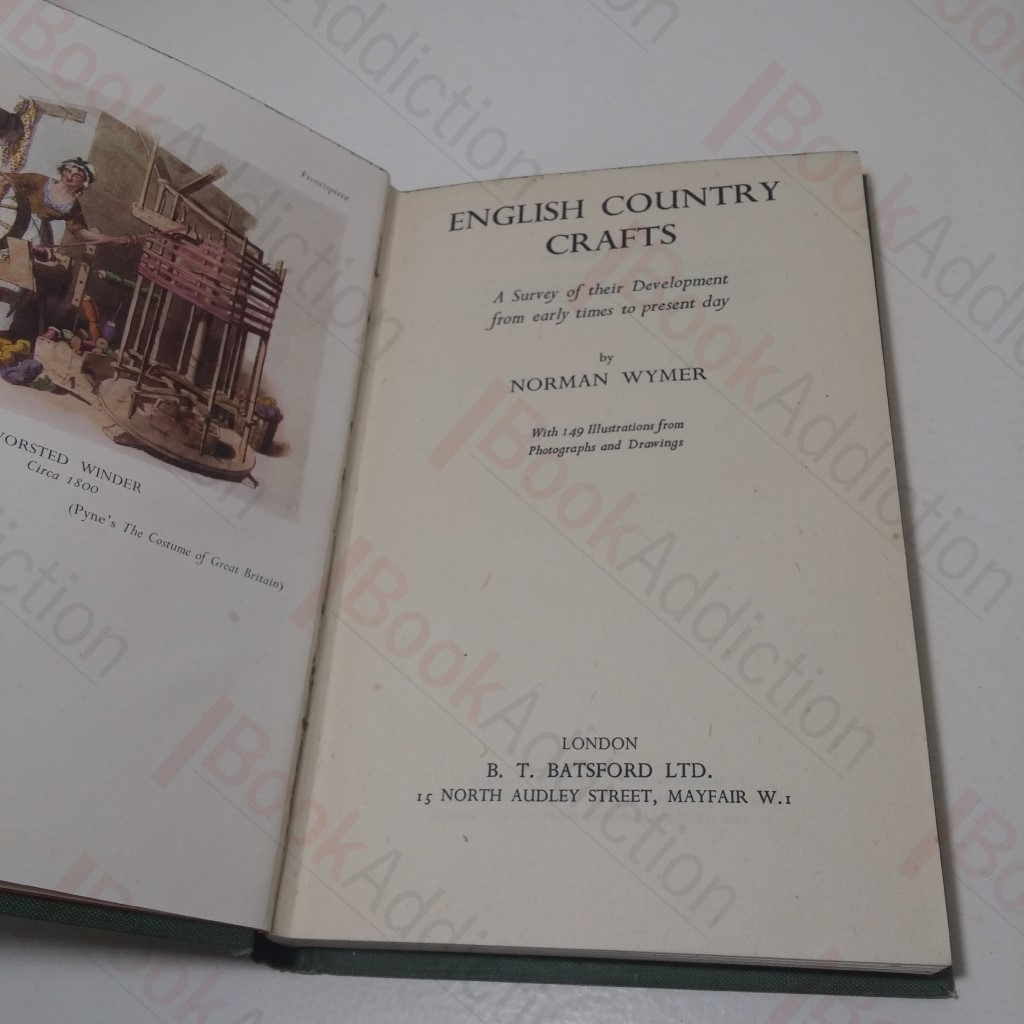 Frontispiece
WORSTED WINDER
Circa 1800
(Pyne's The Costume of Great Britain)
ENGLISH COUNTRY
CRAFTS
A Survey of their Development
from early times to present day
by
NORMAN WYMER
With 149 Illustrations from
Photographs and Drawings
LONDON
B. T. BATSFORD LTD.
15 NORTH AUDLEY STREET, MAYFAIR W.1
BookAddiction